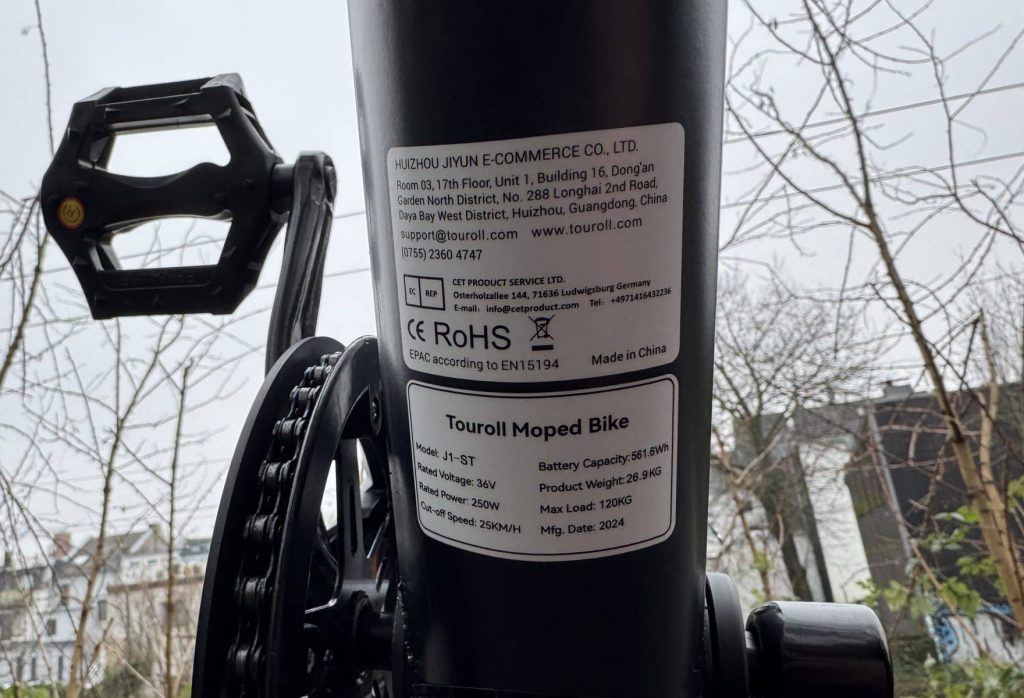 HUIZHOU JIYUN E-COMMERCE CO., LTD.
Room 03, 17th Floor, Unit 1, Building 16, Dong'an
Garden North District, No. 288 Longhai 2nd Road,
Daya Bay West District, Huizhou, Guangdong, China
support@touroll.com www.touroll.com
(0755) 2360 4747
EC REP
CET PRODUCT SERVICE LTD.
Osterholzallee 144, 71636 Ludwigsburg Germany
E-mail: info@cetproduct.com Tel: +4971416432236
CE RoHS
EPAC according to EN15194 Made in China
Touroll Moped Bike
Model: J1-ST
Rated Voltage: 36V
Rated Power: 250W
Cut-off Speed: 25KM/H
Battery Capacity: 561.6Wh
Product Weight: 26.9KG
Max Load: 120KG
Mfg. Date: 2024